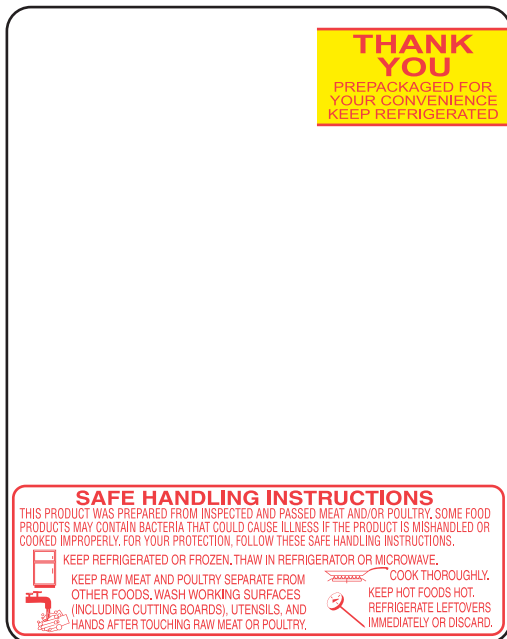 THANK
YOU
PREPACKAGED FOR
YOUR CONVENIENCE
KEEP REFRIGERATED
SAFE HANDLING INSTRUCTIONS
THIS PRODUCT WAS PREPARED FROM INSPECTED AND PASSED MEAT AND/OR POULTRY. SOME FOOD
PRODUCTS MAY CONTAIN BACTERIA THAT COULD CAUSE ILLNESS IF THE PRODUCT IS MISHANDLED OR
COOKED IMPROPERLY. FOR YOUR PROTECTION, FOLLOW THESE SAFE HANDLING INSTRUCTIONS.
KEEP REFRIGERATED OR FROZEN. THAW IN REFRIGERATOR OR MICROWAVE.
KEEP RAW MEAT AND POULTRY SEPARATE FROM
OTHER FOODS. WASH WORKING SURFACES
(INCLUDING CUTTING BOARDS), UTENSILS, AND
HANDS AFTER TOUCHING RAW MEAT OR POULTRY.
COOK THOROUGHLY.
KEEP HOT FOODS HOT.
REFRIGERATE LEFTOVERS
IMMEDIATELY OR DISCARD.